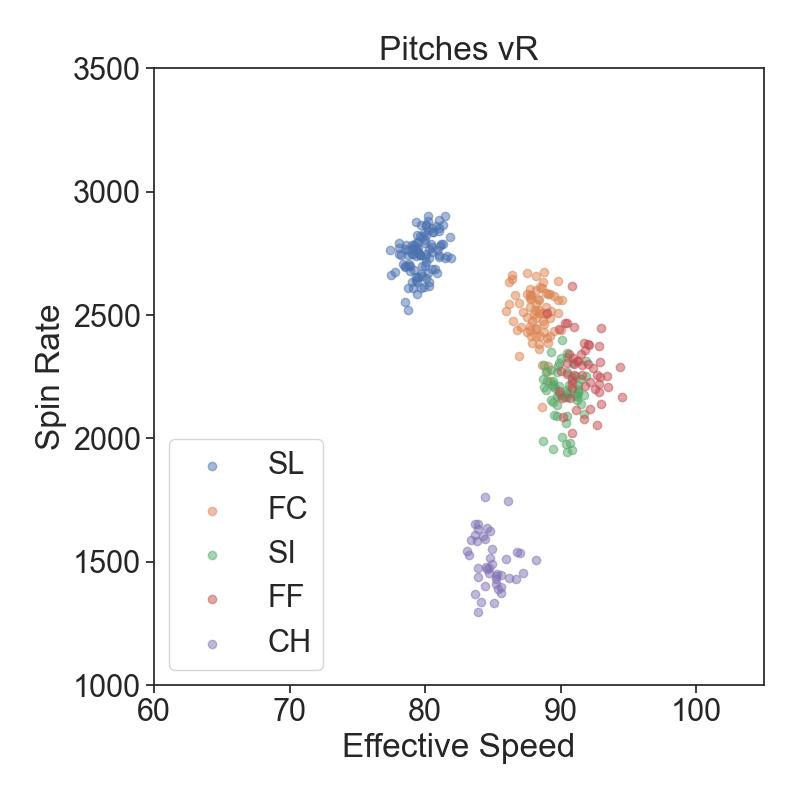 Pitches vR
3500
3000
2500
2000
1500
1000
Spin Rate
SL
FC
SI
FF
CH
60 70 80 90 100
Effective Speed